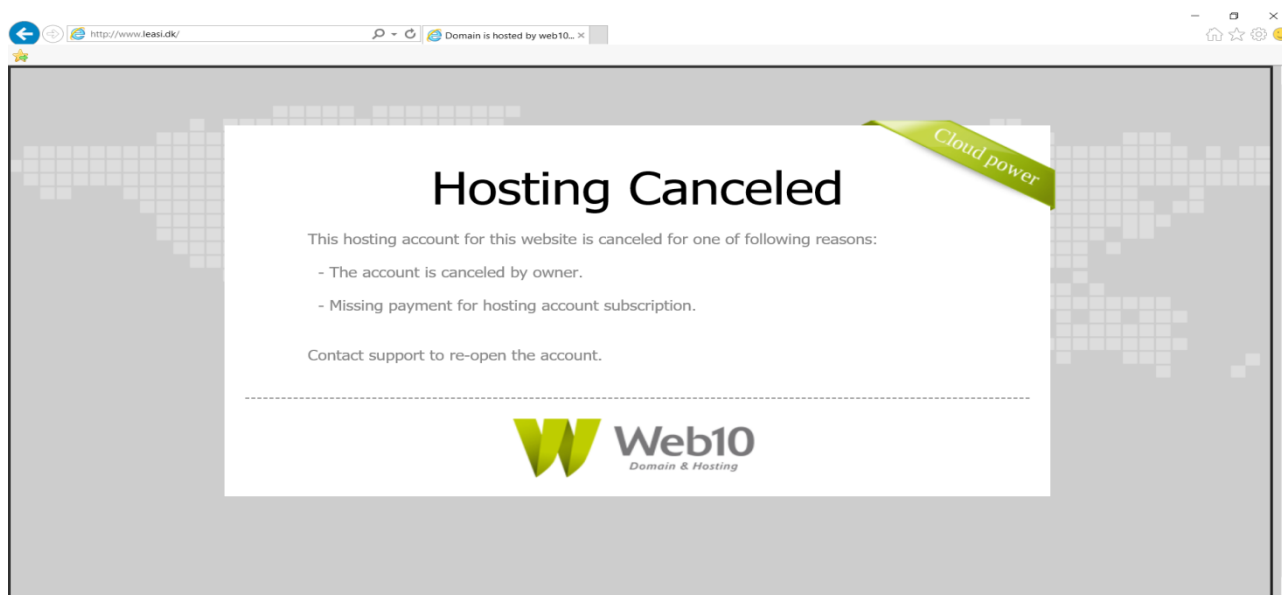 http://www.leasi.dk/
Domain is hosted by web10...
Cloud power
Hosting Canceled
This hosting account for this website is canceled for one of following reasons:
- The account is canceled by owner.
- Missing payment for hosting account subscription.
Contact support to re-open the account.
Web10
Domain & Hosting